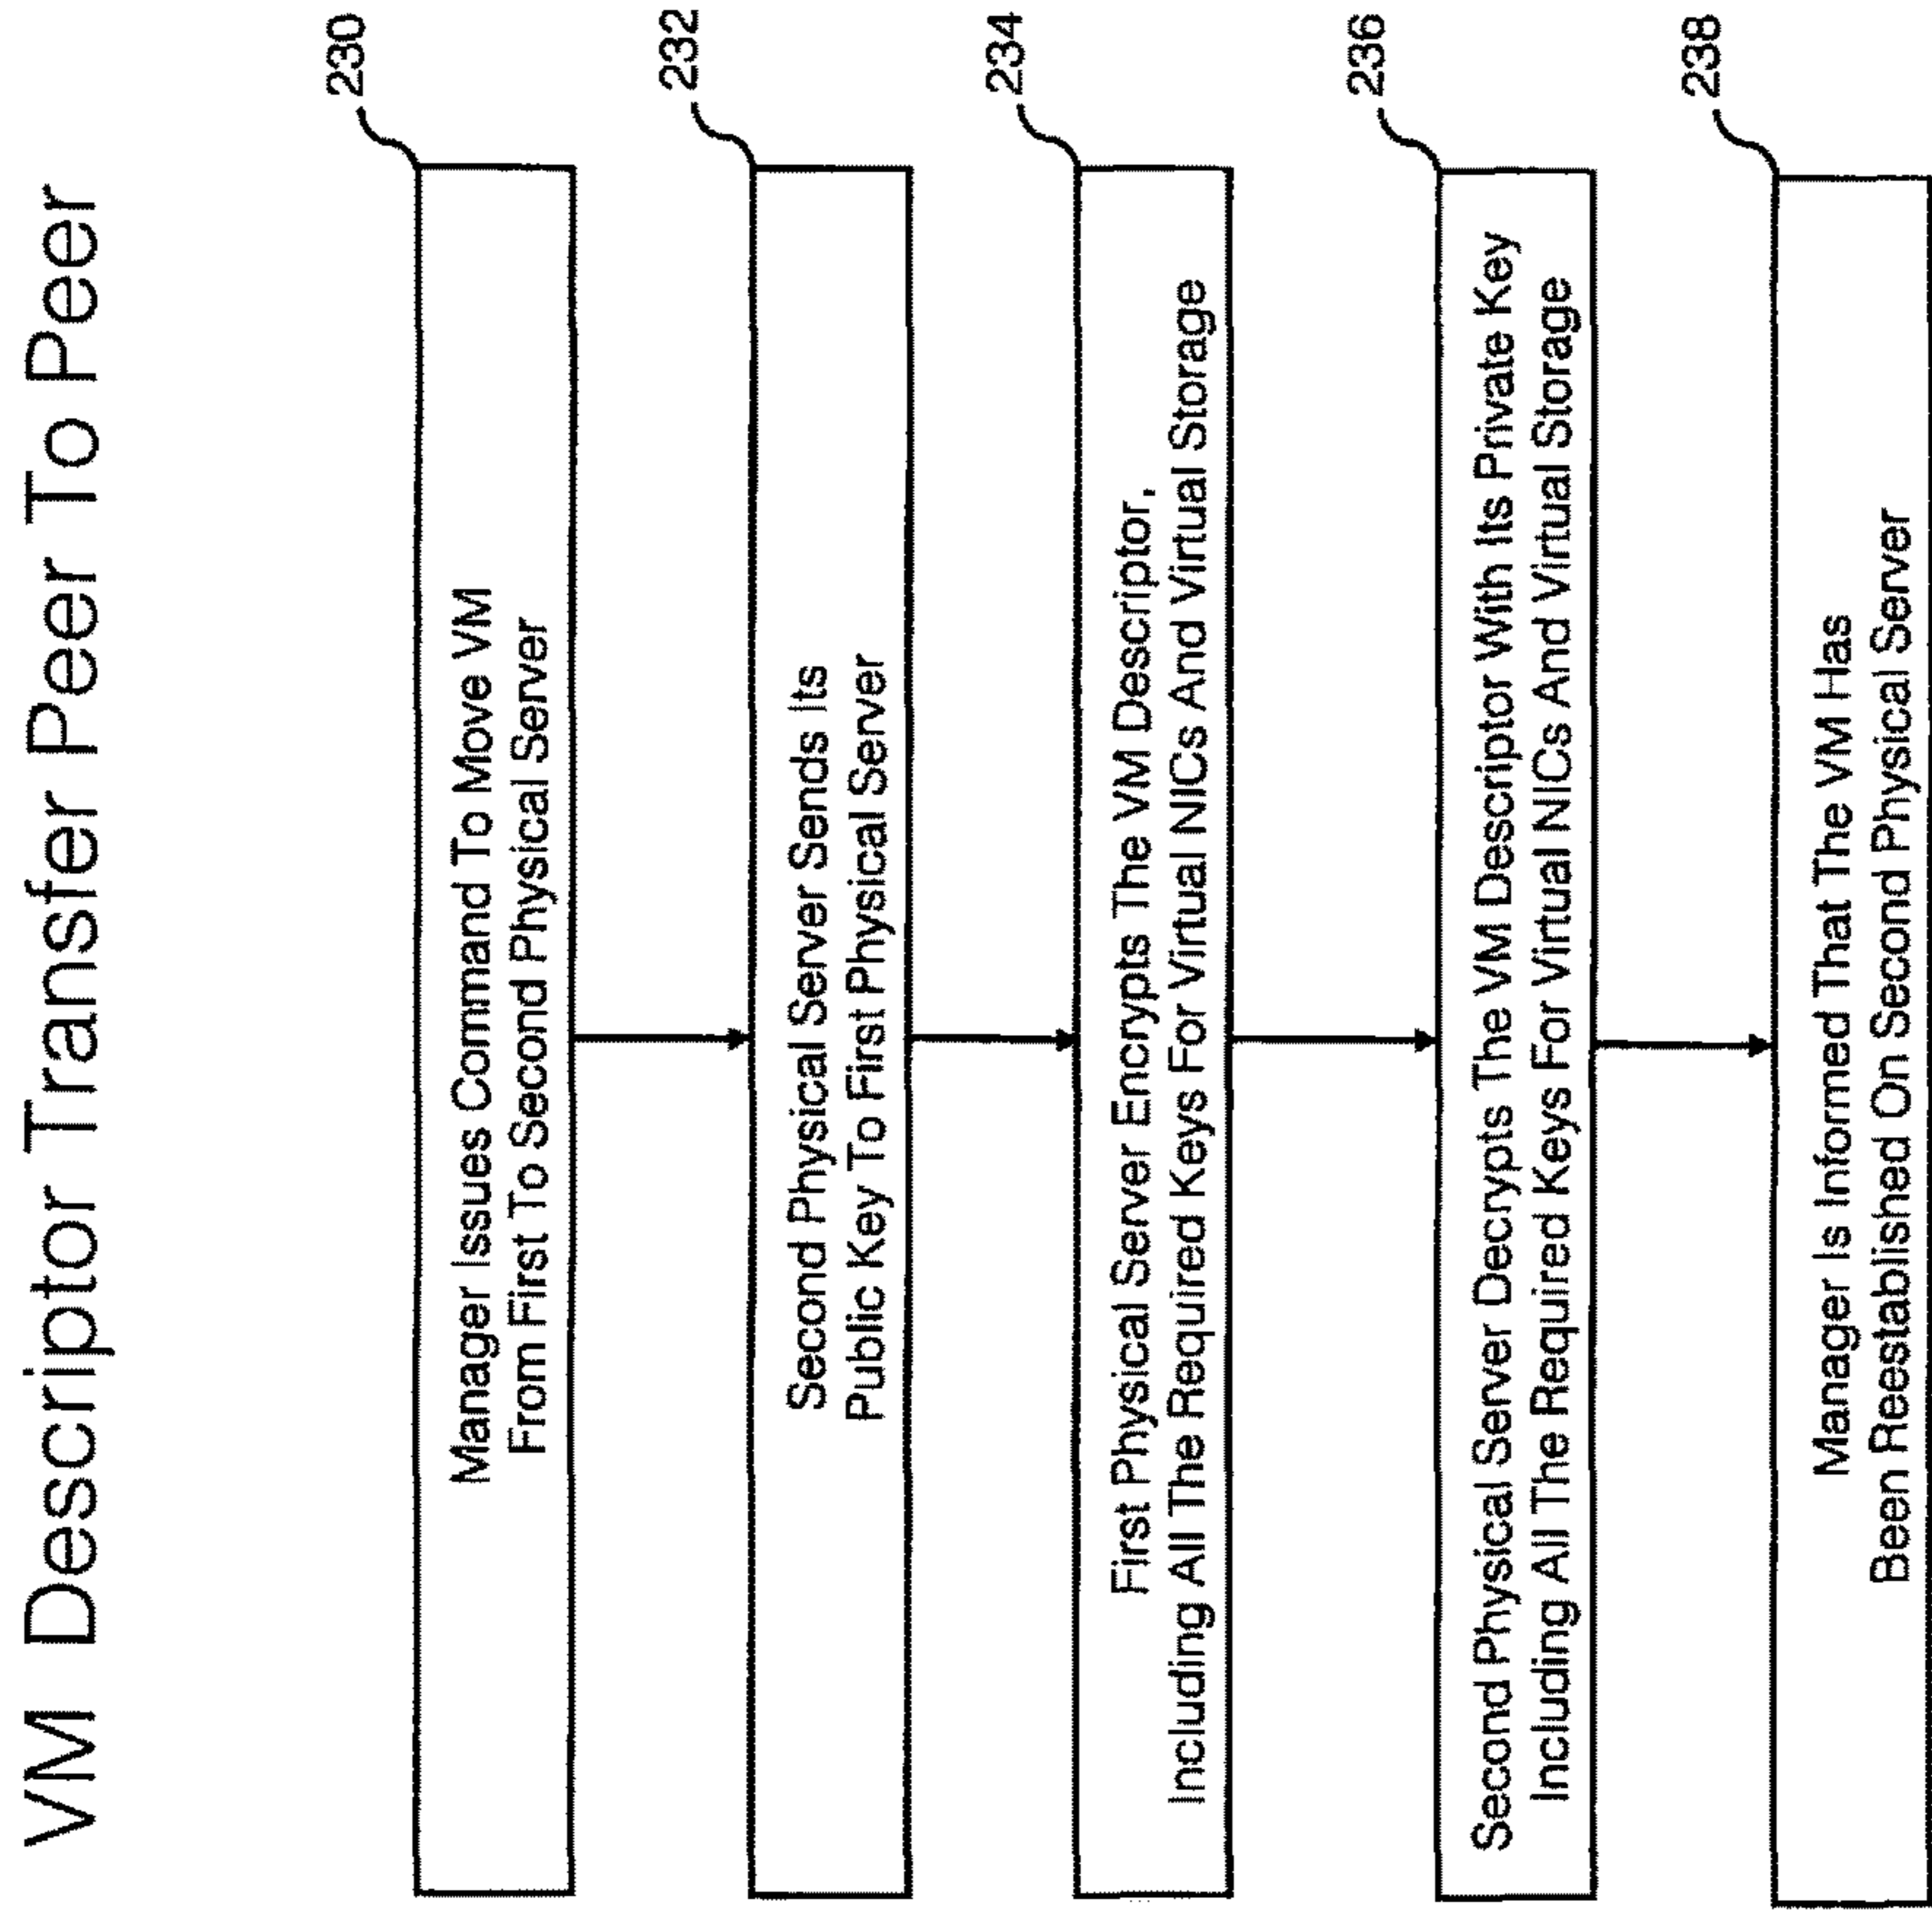 VM Descriptor Transfer Peer To Peer
230
Manager Issues Command To Move VM
From First To Second Physical Server
232
Second Physical Server Sends Its
Public Key To First Physical Server
234
First Physical Server Encrypts The VM Descriptor,
Including All The Required Keys For Virtual NICs And Virtual Storage
236
Second Physical Server Decrypts The VM Descriptor With Its Private Key
Including All The Required Keys For Virtual NICs And Virtual Storage
238
Manager Is Informed That The VM Has
Been Reestablished On Second Physical Server